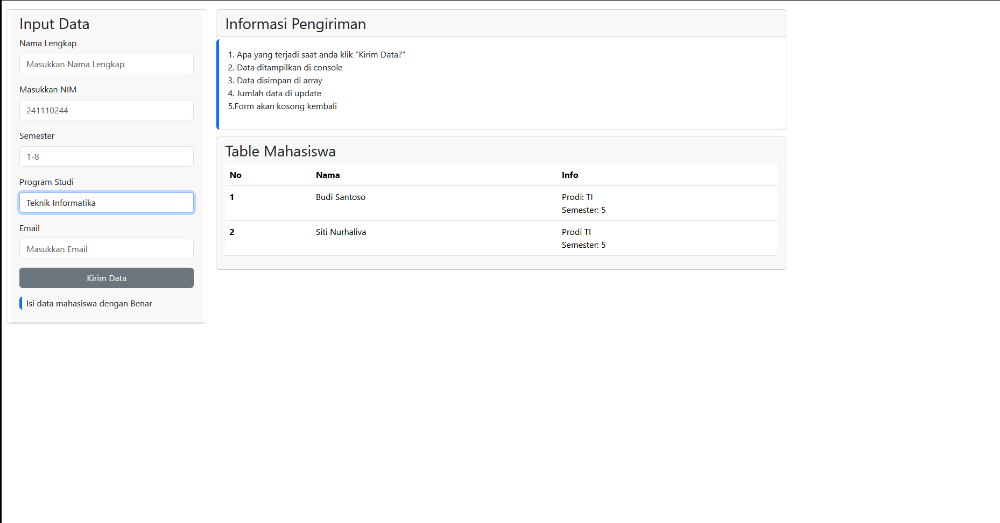 Input Data
Nama Lengkap
Masukkan Nama Lengkap
Masukkan NIM
241110244
Semester
1-8
Program Studi
Teknik Informatika
Email
Masukkan Email
Kirim Data
Isi data mahasiswa dengan Benar
Informasi Pengiriman
1. Apa yang terjadi saat anda klik "Kirim Data?"
2. Data ditampilkan di console
3. Data disimpan di array
4. Jumlah data di update
5.Form akan kosong kembali
Table Mahasiswa
No Nama Info
1 Budi Santoso Prodi: TI
Semester: 5
2 Siti Nurhaliva Prodi TI
Semester: 5